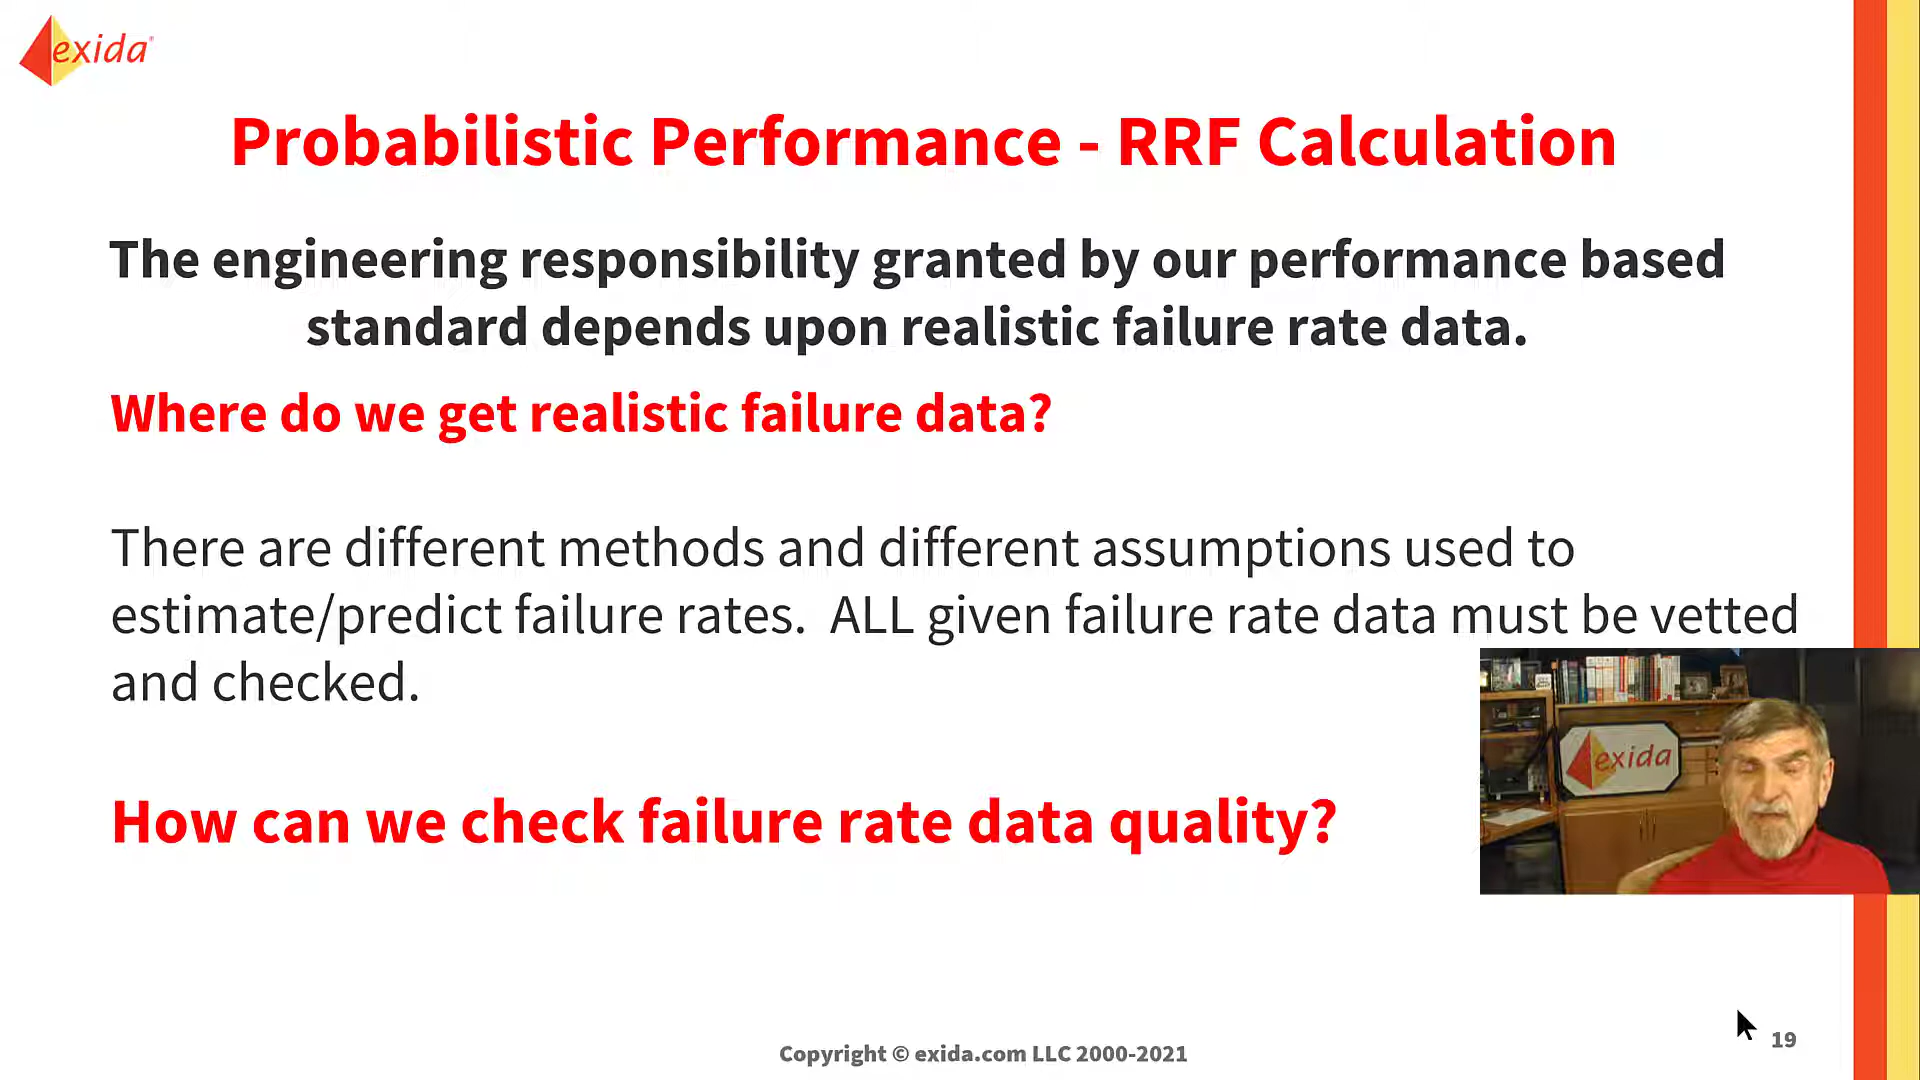 exida
Probabilistic Performance - RRF Calculation
The engineering responsibility granted by our performance based
standard depends upon realistic failure rate data.
Where do we get realistic failure data?
There are different methods and different assumptions used to
estimate/predict failure rates.  ALL given failure rate data must be vetted
and checked.
exida
How can we check failure rate data quality?
Copyright © exida.com LLC 2000-2021
19